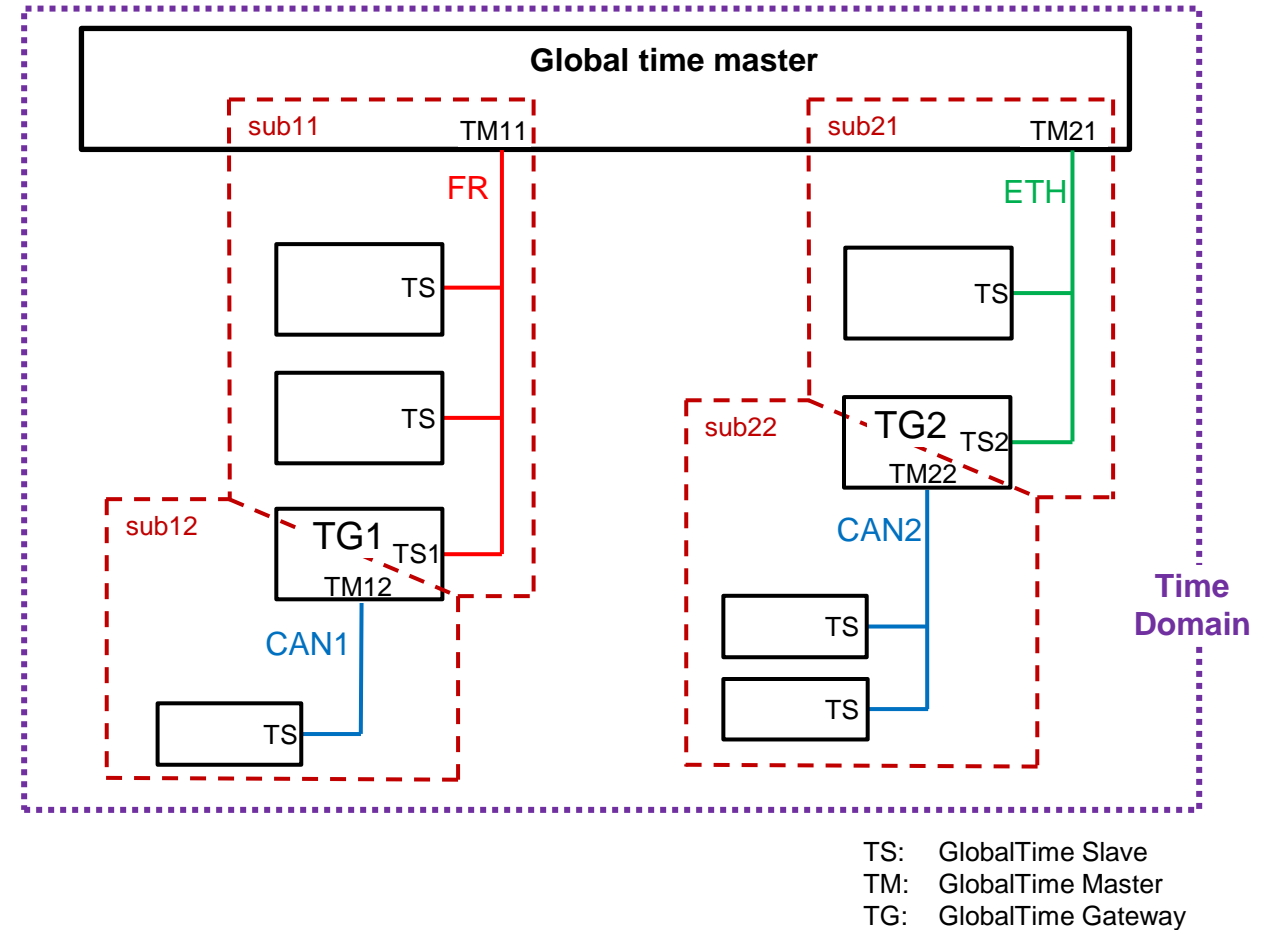 Global time master
sub11
TM11
sub21
TM21
FR
ETH
TS
TS
TS
sub22
TG2
TS2
TM22
sub12
TG1
TS1
TM12
CAN2
CAN1
Time
Domain
TS
TS
TS
TS: GlobalTime Slave
TM: GlobalTime Master
TG: GlobalTime Gateway